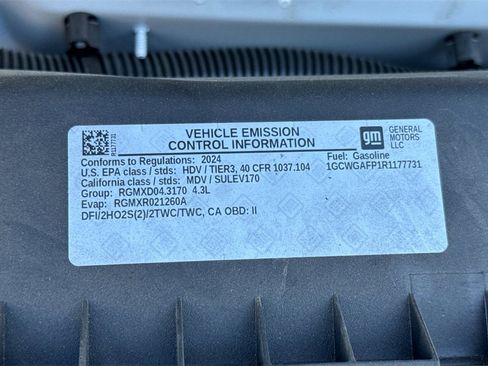 R1177731
VEHICLE EMISSION
CONTROL INFORMATION
gm
GENERAL
MOTORS
LLC
Conforms to Regulations: 2024
Fuel: Gasoline
U.S. EPA class / stds: HDV / TIER3, 40 CFR 1037.104
1GCWGAFP1R1177731
California class / stds: MDV / SULEV170
Group: RGMXD04.3170 4.3L
Evap: RGMXR021260A
DFI/2HO2S(2)/2TWC/TWC, CA OBD: II